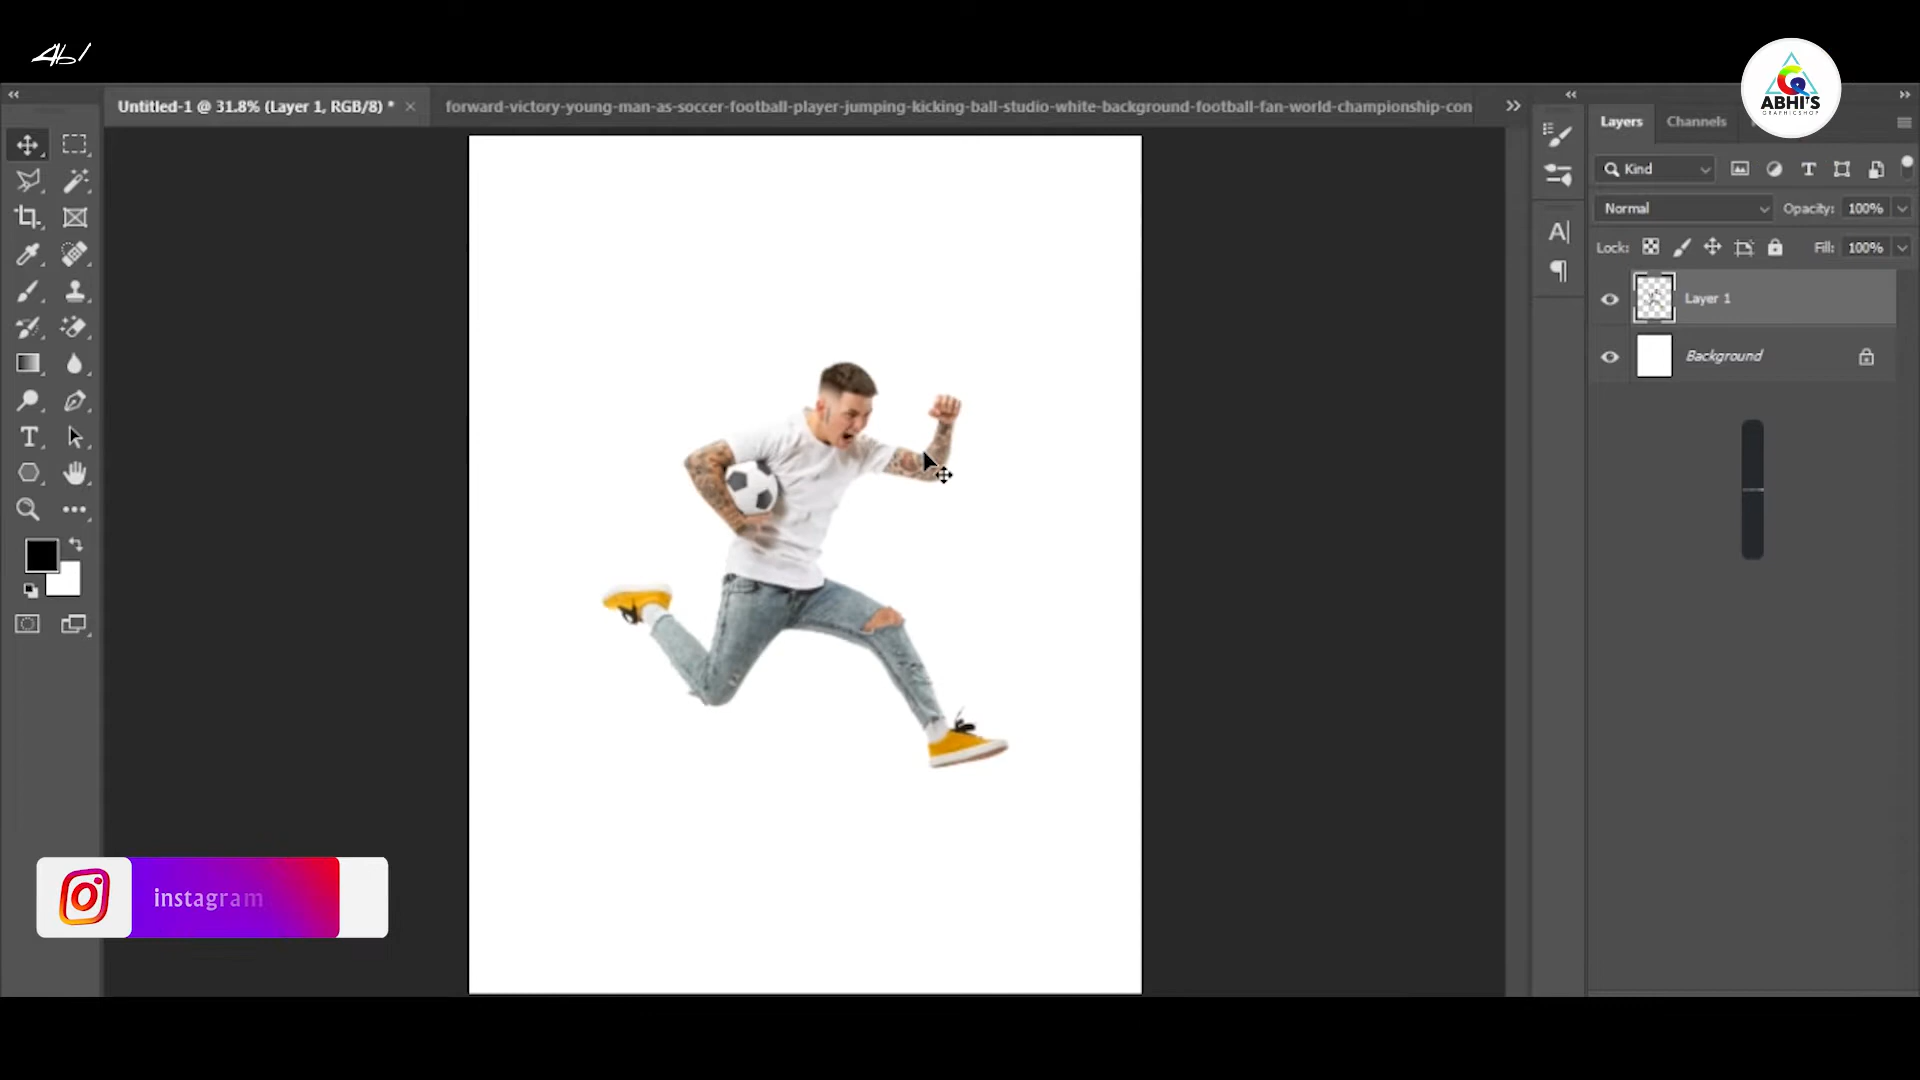 Abl
ABHI'S
GRAPHICSHOP
Untitled-1 @ 31.8% (Layer 1, RGB/8) *
forward-victory-young-man-as-soccer-football-player-jumping-kicking-ball-studio-white-background-football-fan-world-championship-con
Layers
Channels
Kind
Normal
Opacity: 100%
Lock:
Fill: 100%
Layer 1
Background
instagram